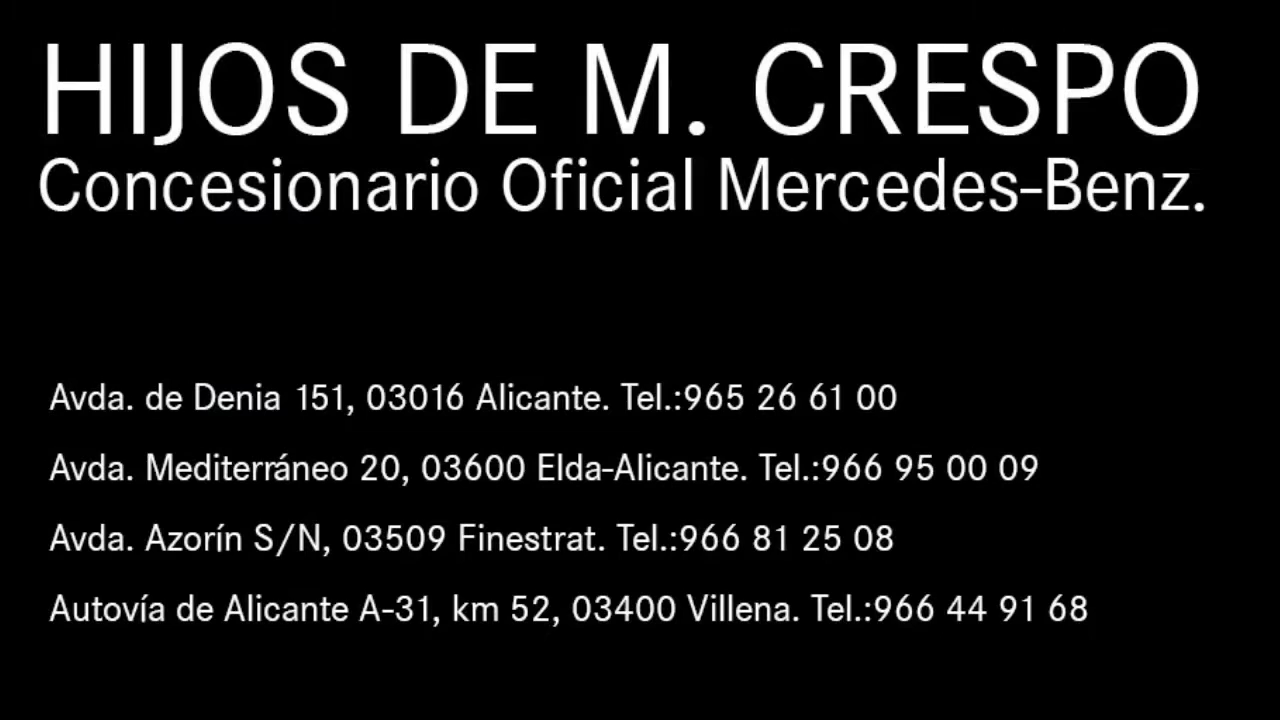 HIJOS DE M. CRESPO
Concesionario Oficial Mercedes-Benz.
Avda. de Denia 151, 03016 Alicante. Tel.:965 26 61 00
Avda. Mediterráneo 20, 03600 Elda-Alicante. Tel.:966 95 00 09
Avda. Azorín S/N, 03509 Finestrat. Tel.:966 81 25 08
Autovía de Alicante A-31, km 52, 03400 Villena. Tel.:966 44 91 68